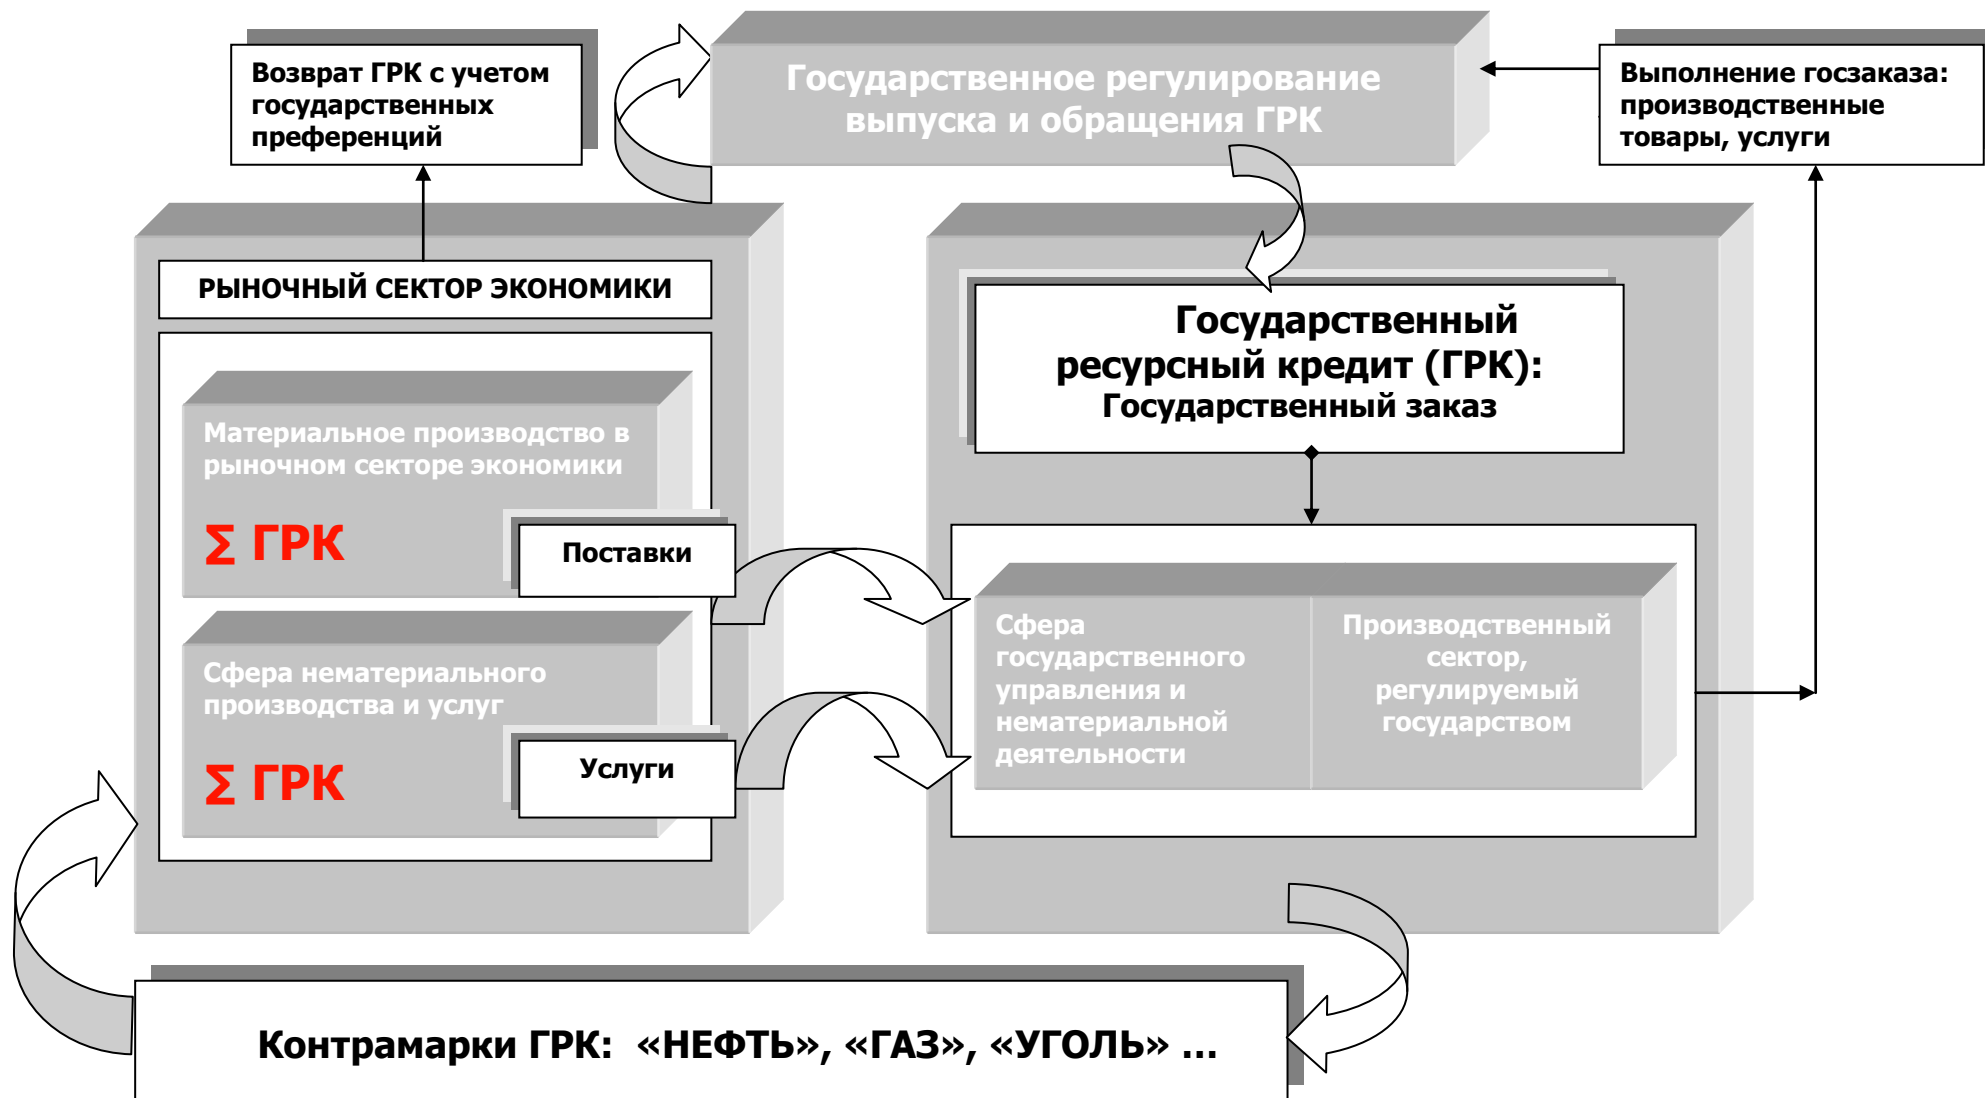 Возврат ГРК с учетом
государственных
преференций
Государственное регулирование
выпуска и обращения ГРК
Выполнение госзаказа:
производственные
товары, услуги
РЫНОЧНЫЙ СЕКТОР ЭКОНОМИКИ
Материальное производство в
рыночном секторе экономики
∑ ГРК
Поставки
Сфера нематериального
производства и услуг
∑ ГРК
Услуги
Государственный
ресурсный кредит (ГРК):
Государственный заказ
Сфера
государственного
управления и
нематериальной
деятельности
Производственный
сектор,
регулируемый
государством
Контрамарки ГРК: «НЕФТЬ», «ГАЗ», «УГОЛЬ» ...